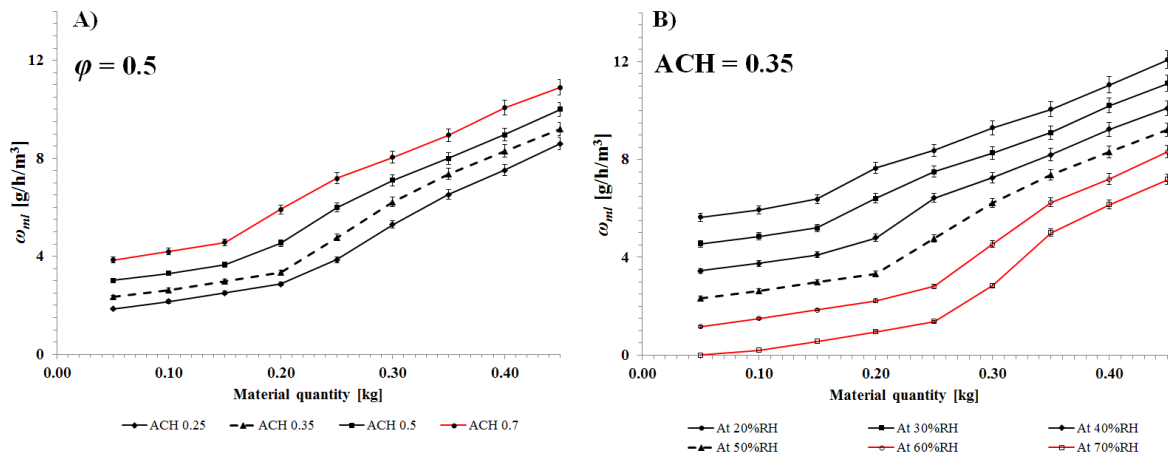 A)
φ = 0.5
ω_ml [g/h/m³]
12
8
4
0
0.00 0.10 0.20 0.30 0.40
Material quantity [kg]
ACH 0.25 ACH 0.35 ACH 0.5 ACH 0.7
B)
ACH = 0.35
ω_ml [g/h/m³]
12
8
4
0
0.00 0.10 0.20 0.30 0.40
Material quantity [kg]
At 20%RH At 30%RH At 40%RH
At 50%RH At 60%RH At 70%RH